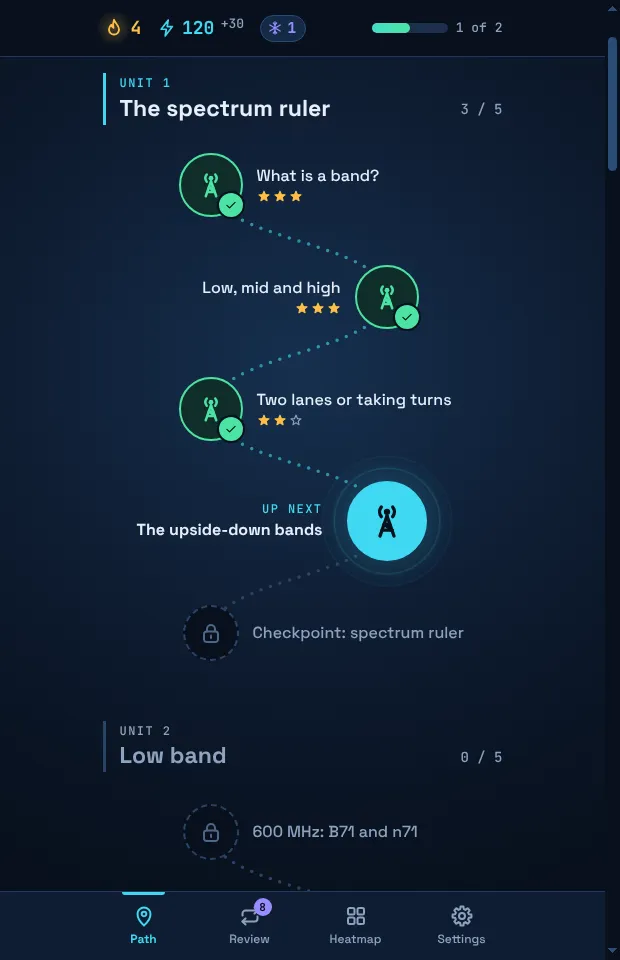 4 120 +30 1 1 of 2
UNIT 1
The spectrum ruler 3 / 5
What is a band?
Low, mid and high
Two lanes or taking turns
UP NEXT
The upside-down bands
Checkpoint: spectrum ruler
UNIT 2
Low band 0 / 5
600 MHz: B71 and n71
8
Path Review Heatmap Settings